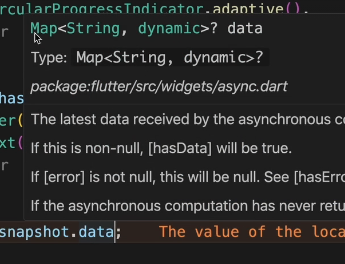 rcularProgressIndicator.adaptive(),
Map<String, dynamic>? data
Type: Map<String, dynamic>?
package:flutter/src/widgets/async.dart
has
The latest data received by the asynchronous
If this is non-null, [hasData] will be true.
If [error] is not null, this will be null. See [hasErro
If the asynchronous computation has never retu
snapshot.data; The value of the loca